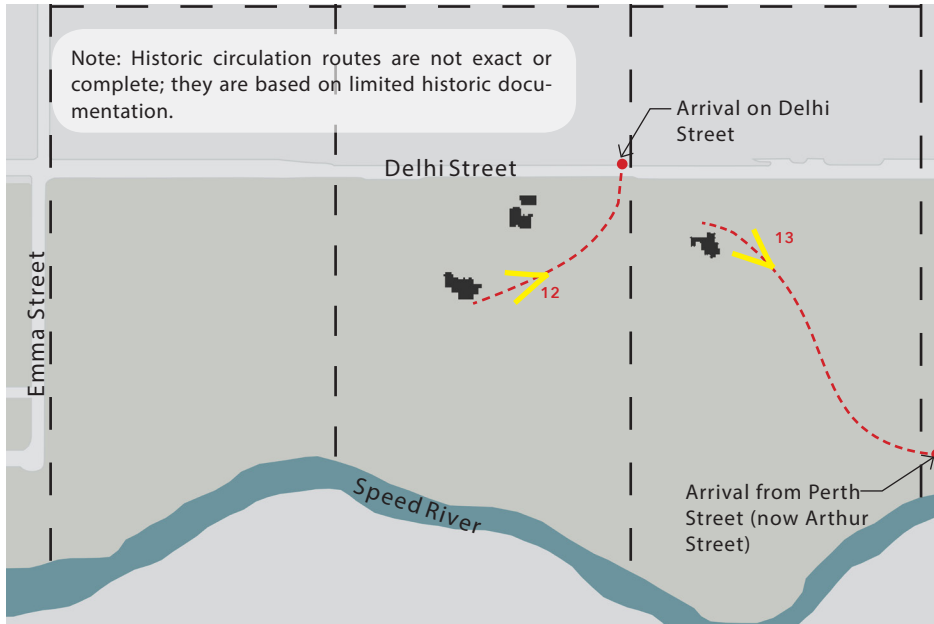 Note: Historic circulation routes are not exact or
complete; they are based on limited historic docu-
mentation.
Arrival on Delhi
Street
Delhi Street
13
Emma Street
12
Speed River
Arrival from Perth
Street (now Arthur
Street)